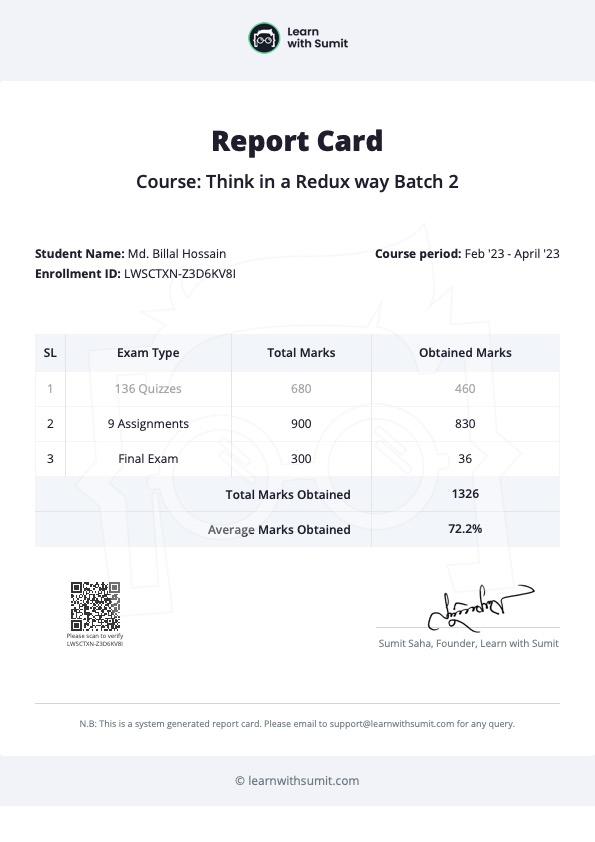 Learn
with Sumit
Report Card
Course: Think in a Redux way Batch 2
Student Name: Md. Billal Hossain Course period: Feb '23 - April '23
Enrollment ID: LWSCTXN-Z3D6KV8I
SL Exam Type Total Marks Obtained Marks
1 136 Quizzes 680 460
2 9 Assignments 900 830
3 Final Exam 300 36
Total Marks Obtained 1326
Average Marks Obtained 72.2%
Please scan to verify
LWSCTXN-Z3D6KV8I
Sumit Saha, Founder, Learn with Sumit
N.B: This is a system generated report card. Please email to support@learnwithsumit.com for any query.
© learnwithsumit.com